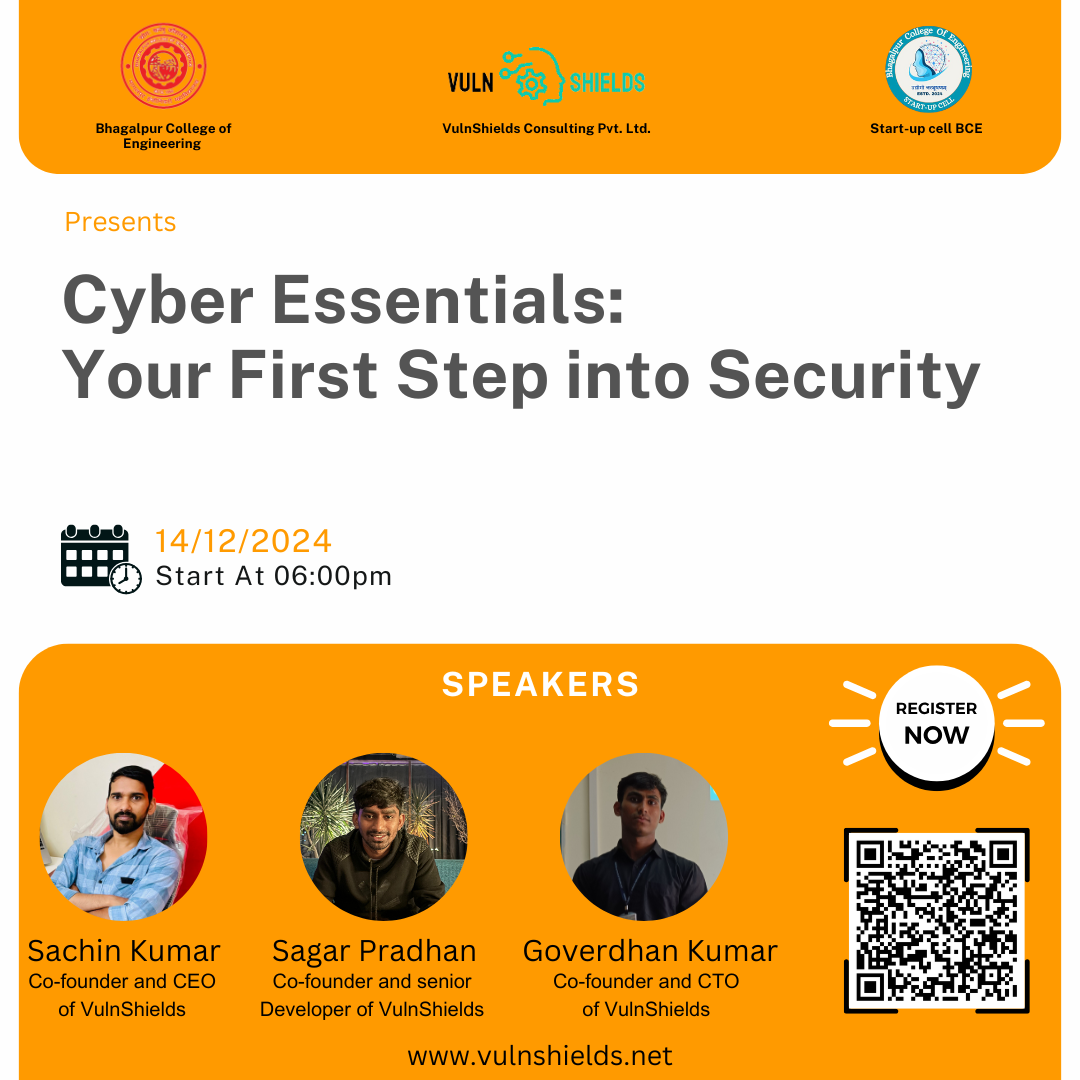 VULN SHIELDS
Bhagalpur College Of Engineering
ESTD. 2024
START-UP CELL
Bhagalpur College of
Engineering
VulnShields Consulting Pvt. Ltd.
Start-up cell BCE
Presents
Cyber Essentials:
Your First Step into Security
14/12/2024
Start At 06:00pm
SPEAKERS
REGISTER
NOW
Sachin Kumar
Co-founder and CEO
of VulnShields
Sagar Pradhan
Co-founder and senior
Developer of VulnShields
Goverdhan Kumar
Co-founder and CTO
of VulnShields
www.vulnshields.net